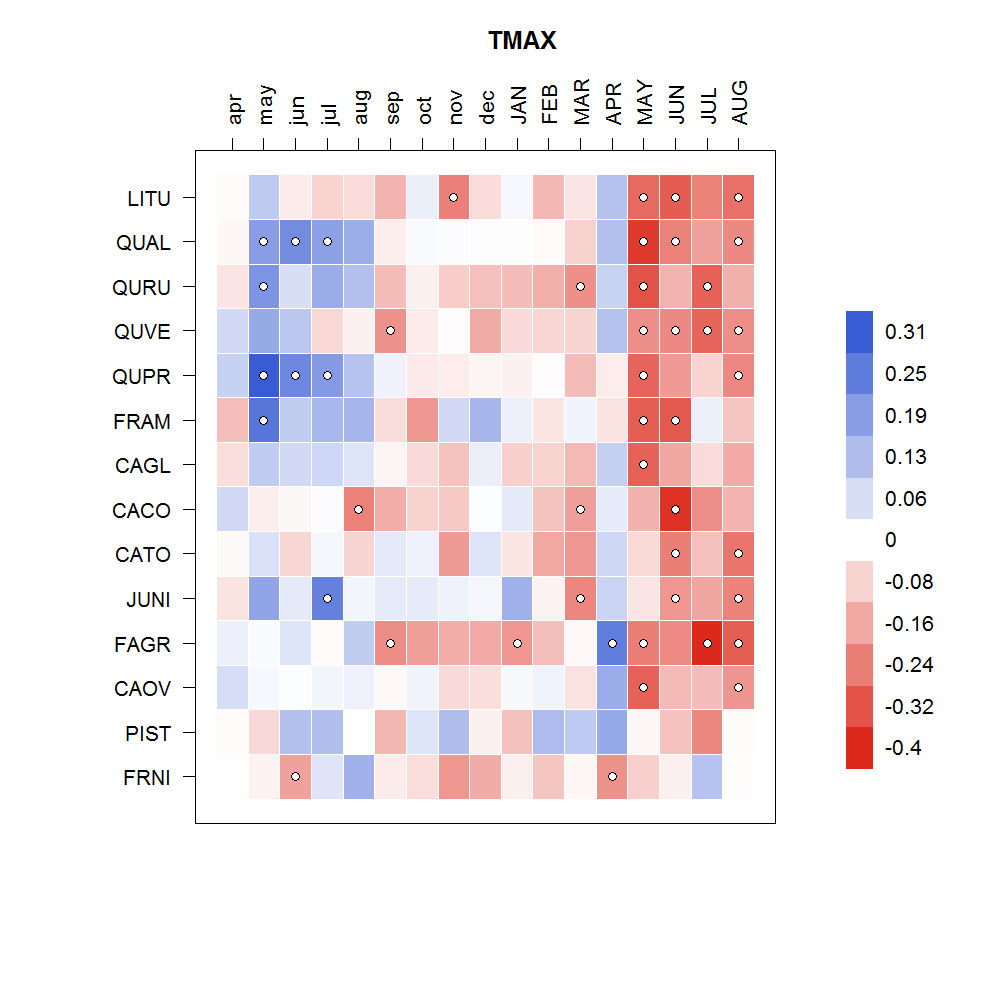 TMAX
apr may jun jul aug sep oct nov dec JAN FEB MAR APR MAY JUN JUL AUG
LITU
QUAL
QURU
QUVE
QUPR
FRAM
CAGL
CACO
CATO
JUNI
FAGR
CAOV
PIST
FRNI
0.31
0.25
0.19
0.13
0.06
0
-0.08
-0.16
-0.24
-0.32
-0.4